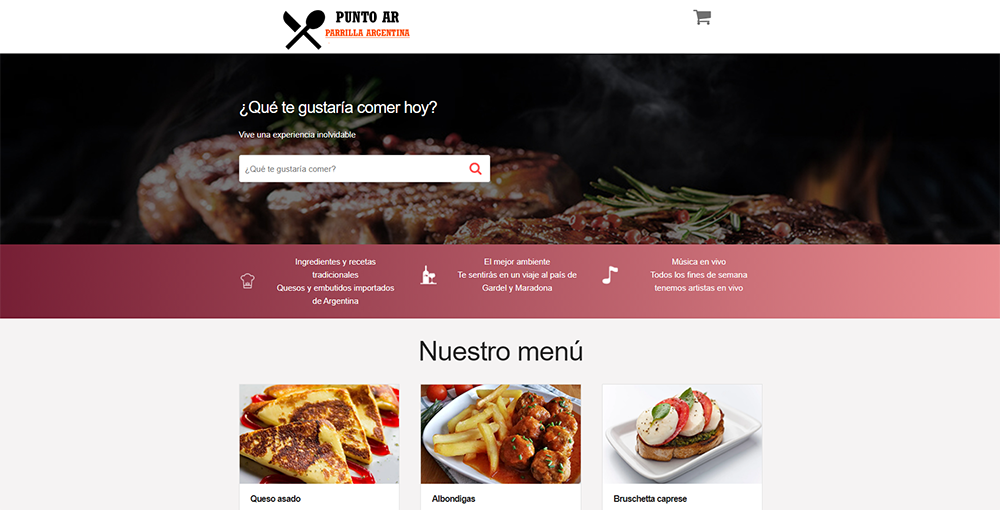 PUNTO AR
PARRILLA ARGENTINA
¿Qué te gustaría comer hoy?
Vive una experiencia inolvidable
¿Qué te gustaría comer?
Ingredientes y recetas
tradicionales
Quesos y embutidos importados
de Argentina
El mejor ambiente
Te sentirás en un viaje al país de
Gardel y Maradona
Música en vivo
Todos los fines de semana
tenemos artistas en vivo
Nuestro menú
Queso asado
Albondigas
Bruschetta caprese